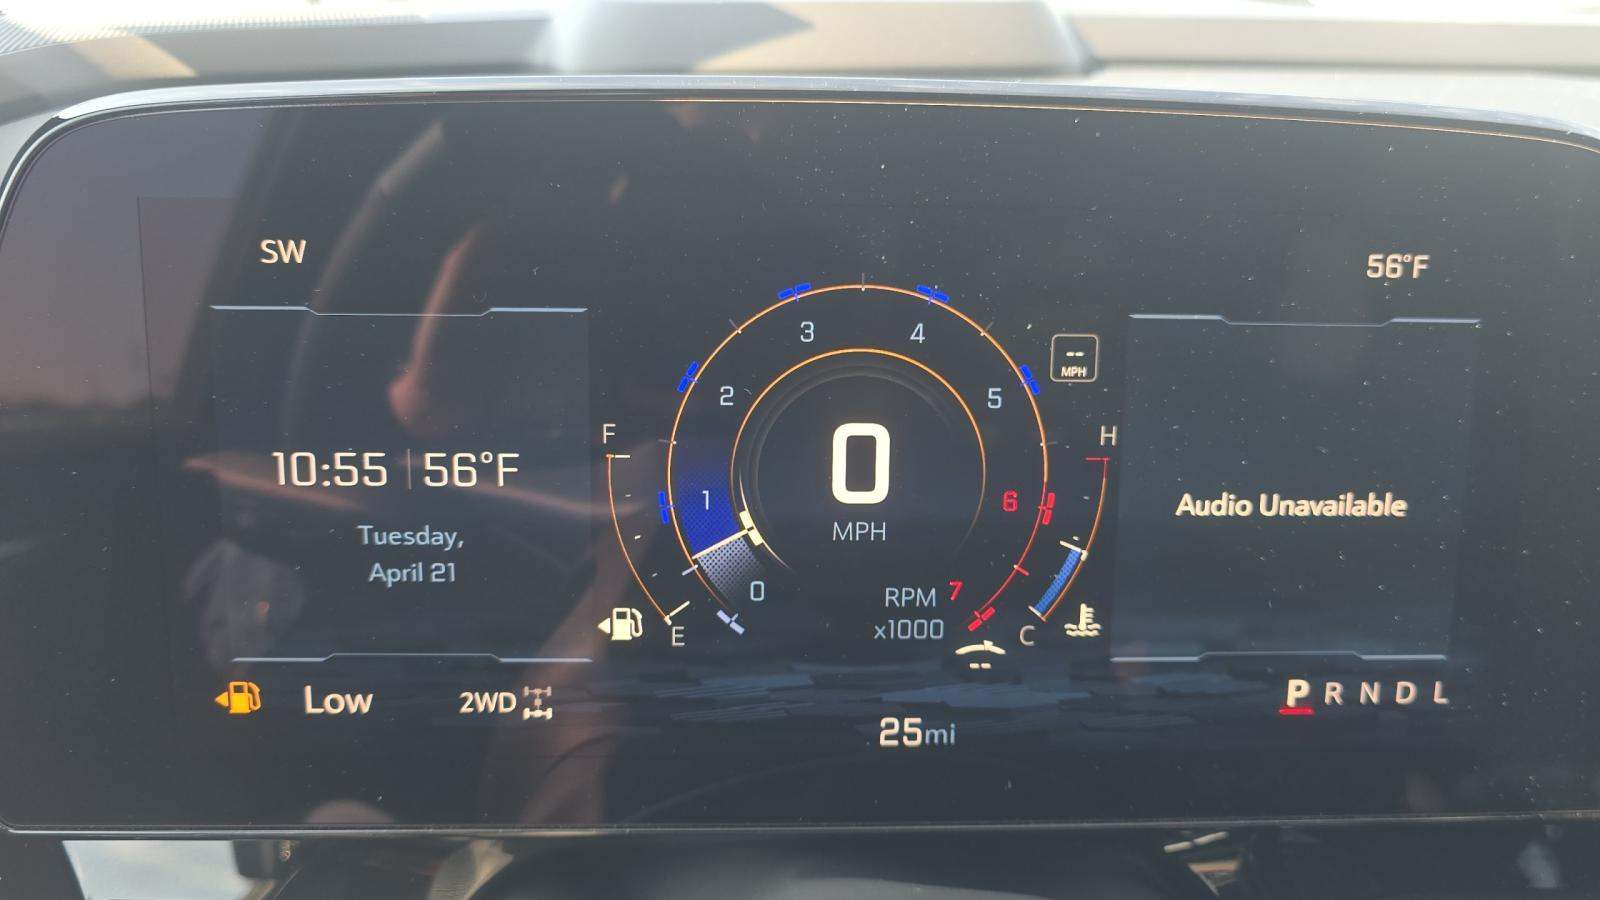 SW
56°F
3
4
2
5
--
MPH
F
H
10:55 | 56°F
0
MPH
1
6
Audio Unavailable
Tuesday,
April 21
0
RPM
x1000
7
E
C
--
Low
2WD
P R N D L
25mi